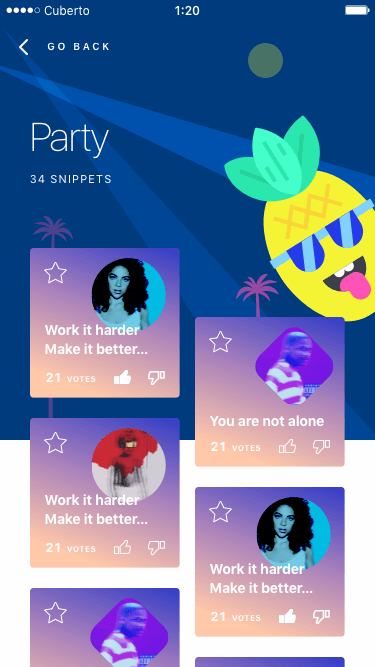 Cuberto
1:20
GO BACK
Party
34 SNIPPETS
Work it harder
Make it better...
21 VOTES
You are not alone
21 VOTES
Work it harder
Make it better...
21 VOTES
Work it harder
Make it better...
21 VOTES